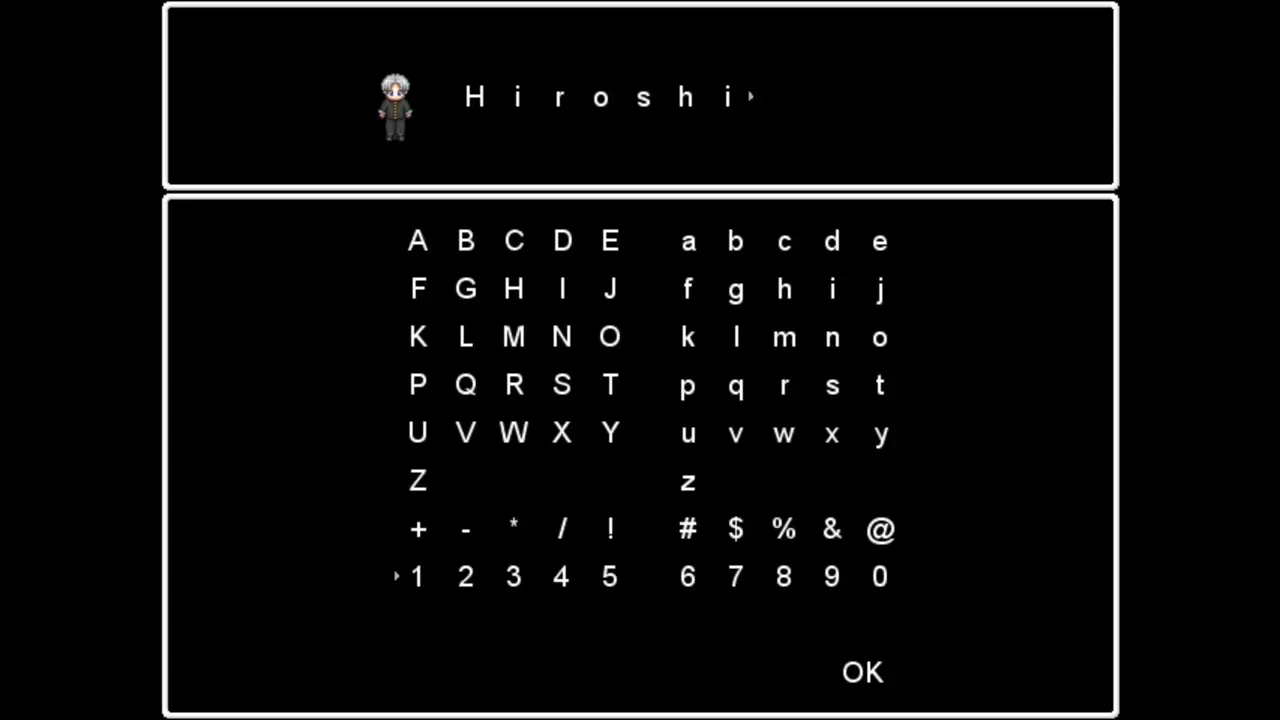 Hiroshi
A B C D E a b c d e
F G H I J f g h i j
K L M N O k l m n o
P Q R S T p q r s t
U V W X Y u v w x y
Z z
+ - * / ! # $ % & @
1 2 3 4 5 6 7 8 9 0
OK